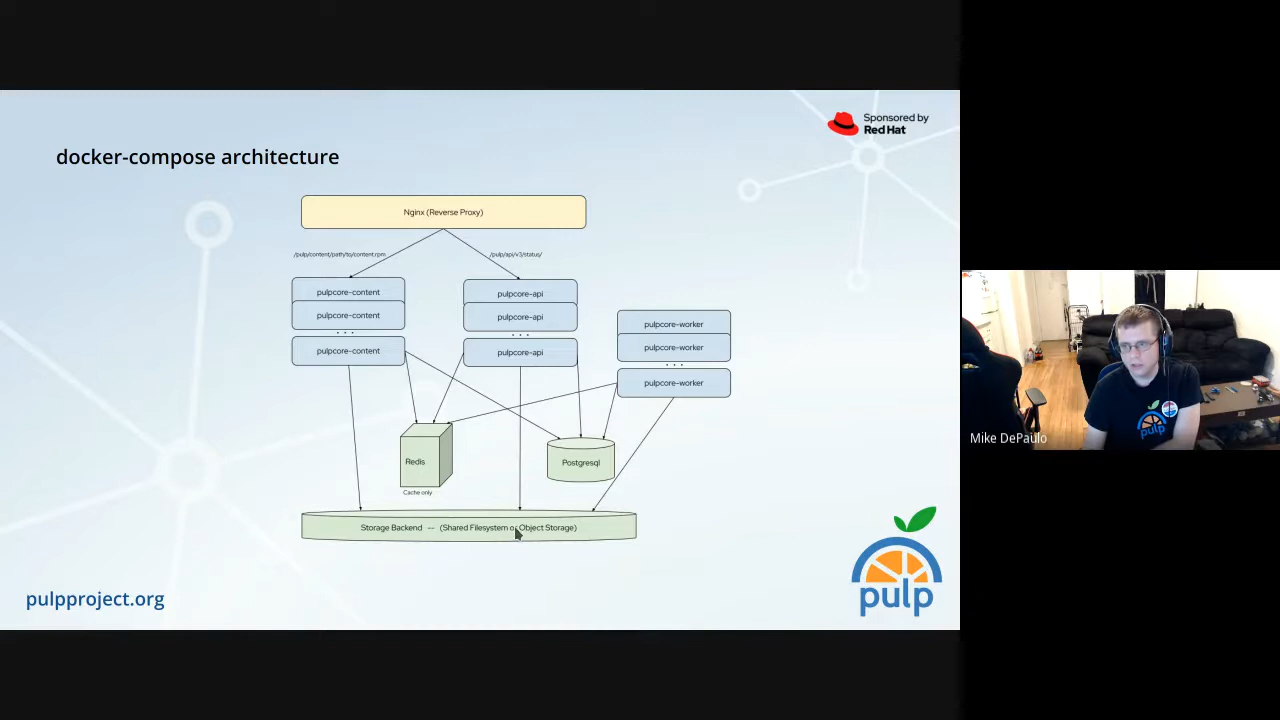 Sponsored by
Red Hat
docker-compose architecture
Nginx (Reverse Proxy)
/pulp/content/path/to/content.rpm
/pulp/api/v3/status/
pulpcore-content
pulpcore-content
. . .
pulpcore-content
pulpcore-api
pulpcore-api
. . .
pulpcore-api
pulpcore-worker
pulpcore-worker
. . .
pulpcore-worker
Redis
Cache only
Postgresql
Storage Backend -- (Shared Filesystem or Object Storage)
pulpproject.org
pulp
pulp
Mike DePaulo